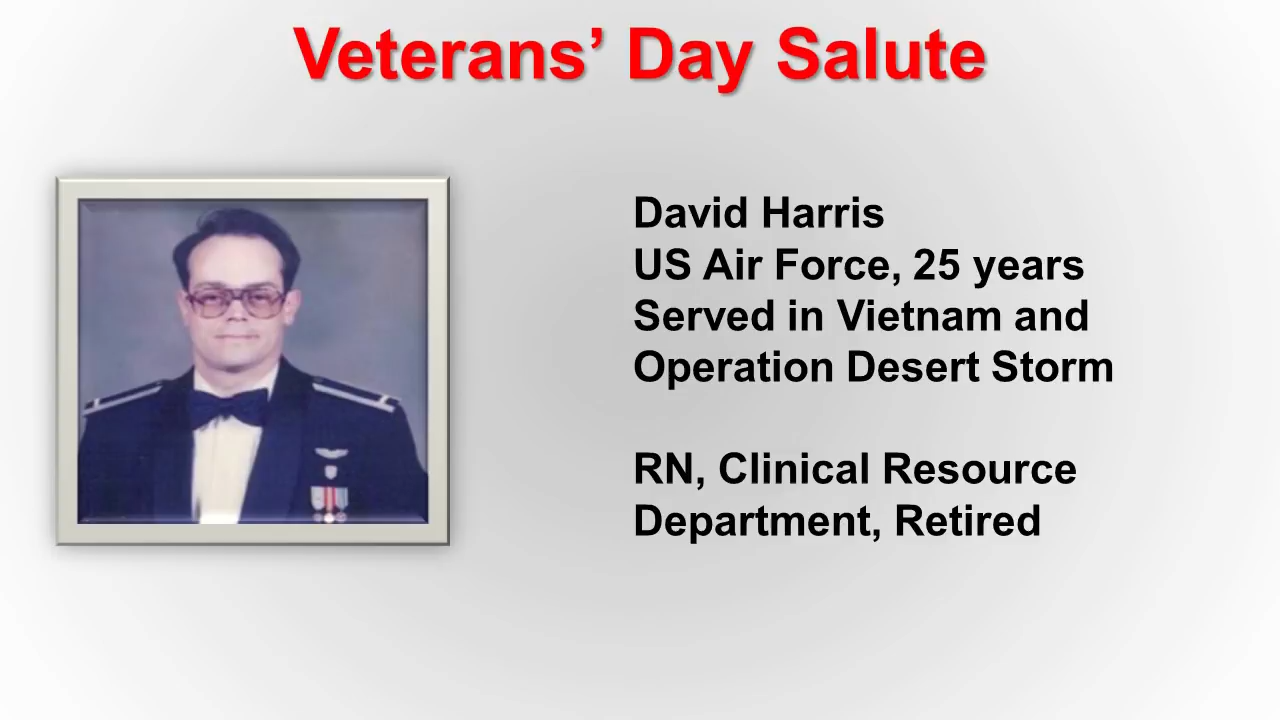 Veterans’ Day Salute
David Harris
US Air Force, 25 years
Served in Vietnam and
Operation Desert Storm
RN, Clinical Resource
Department, Retired